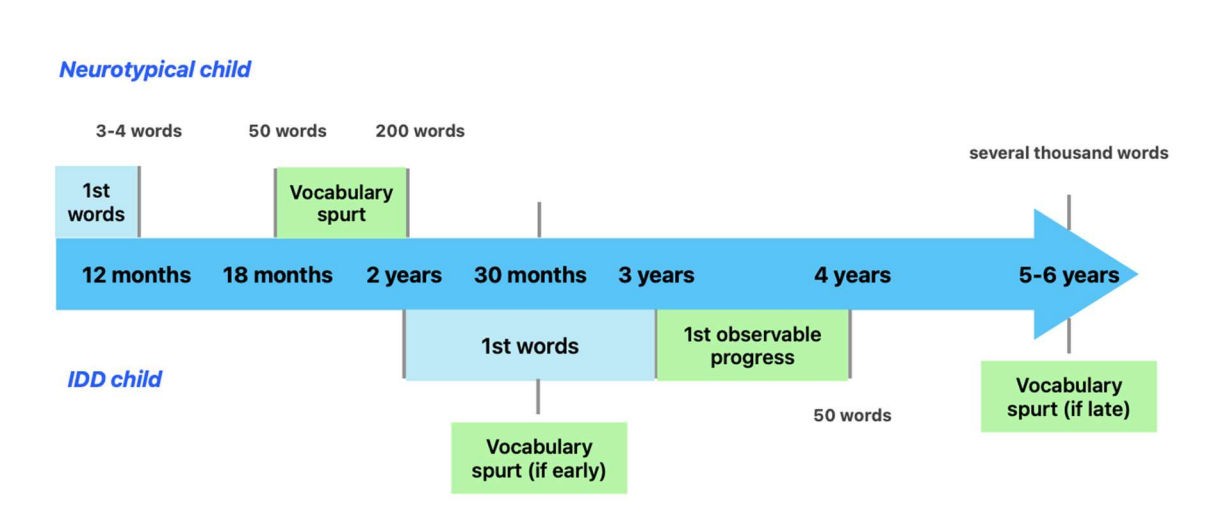 Neurotypical child
3-4 words
50 words
200 words
several thousand words
1st
words
Vocabulary
spurt
12 months
18 months
2 years
30 months
3 years
4 years
5-6 years
1st words
1st observable
progress
IDD child
Vocabulary
spurt (if late)
50 words
Vocabulary
spurt (if early)